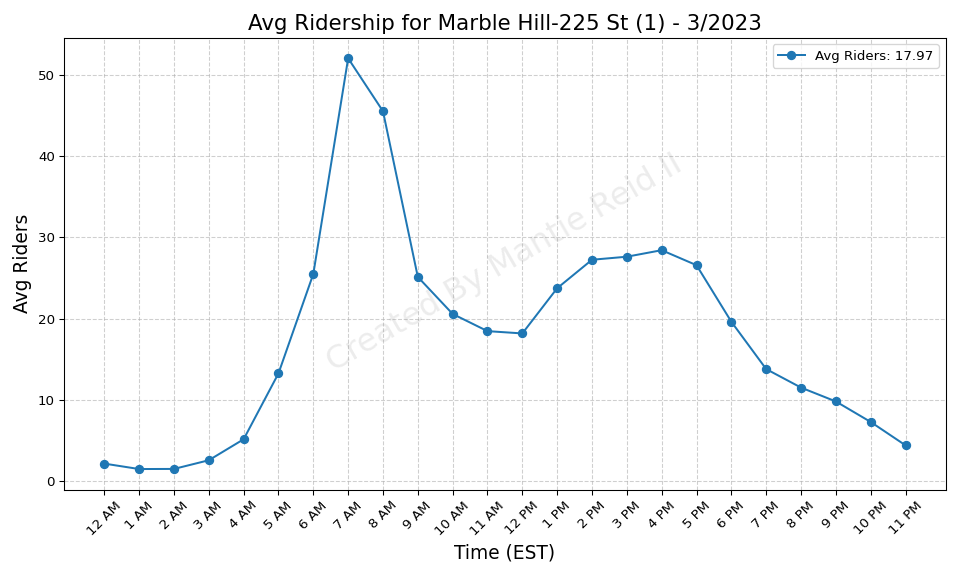 Avg Ridership for Marble Hill-225 St (1) - 3/2023
Avg Riders: 17.97
50
40
30
20
10
0
Avg Riders
Created By Mantie Reid II
12 AM
1 AM
2 AM
3 AM
4 AM
5 AM
6 AM
7 AM
8 AM
9 AM
10 AM
11 AM
12 PM
1 PM
2 PM
3 PM
4 PM
5 PM
6 PM
7 PM
8 PM
9 PM
10 PM
11 PM
Time (EST)